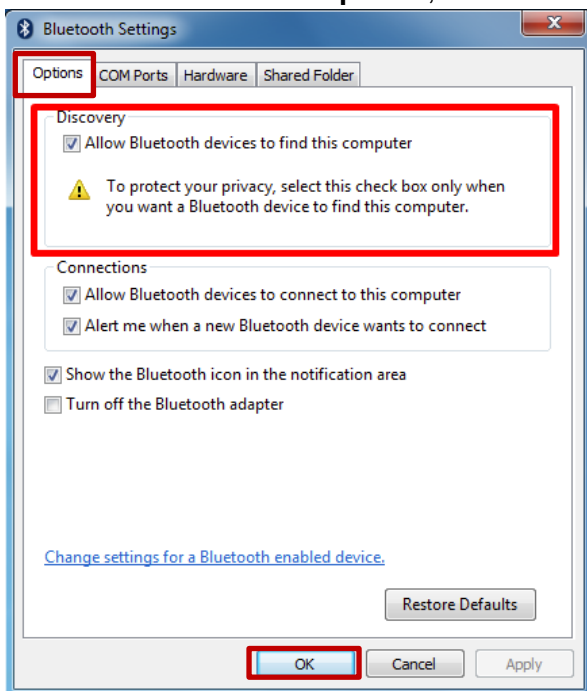 Bluetooth Settings
Options COM Ports Hardware Shared Folder
Discovery
Allow Bluetooth devices to find this computer
To protect your privacy, select this check box only when
you want a Bluetooth device to find this computer.
Connections
Allow Bluetooth devices to connect to this computer
Alert me when a new Bluetooth device wants to connect
Show the Bluetooth icon in the notification area
Turn off the Bluetooth adapter
Change settings for a Bluetooth enabled device.
Restore Defaults
OK Cancel Apply